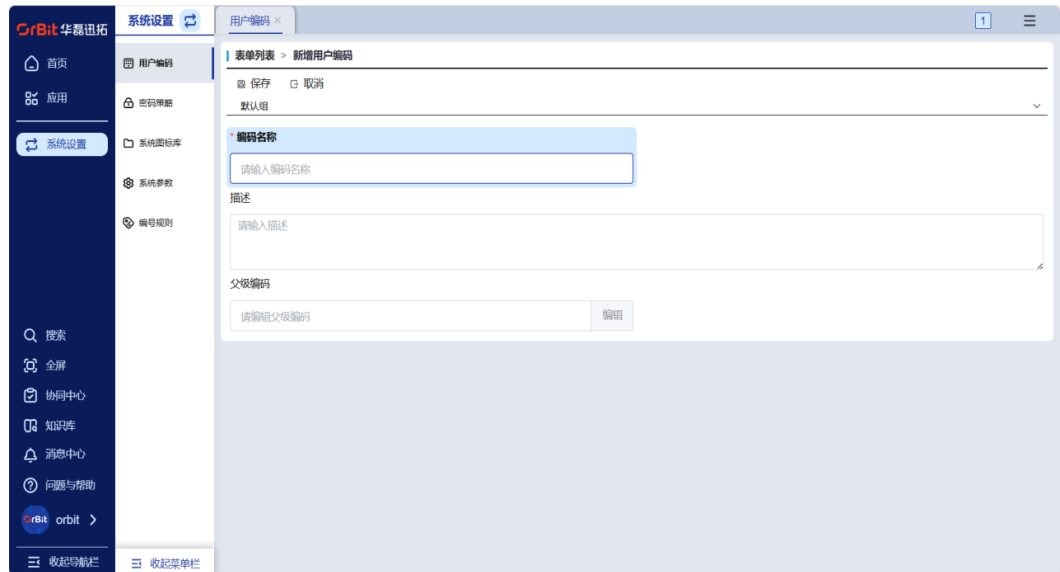 OrBit 华磊迅拓
首页
应用
系统设置
搜索
全屏
协同中心
知识库
消息中心
问题与帮助
OrBit orbit
收起导航栏
系统设置
用户编码
密码策略
系统图标库
系统参数
编号规则
收起菜单栏
用户编码 ×
1
表单列表 > 新增用户编码
保存 取消
默认组
* 编码名称
请输入编码名称
描述
请输入描述
父级编码
请编辑父级编码 编辑